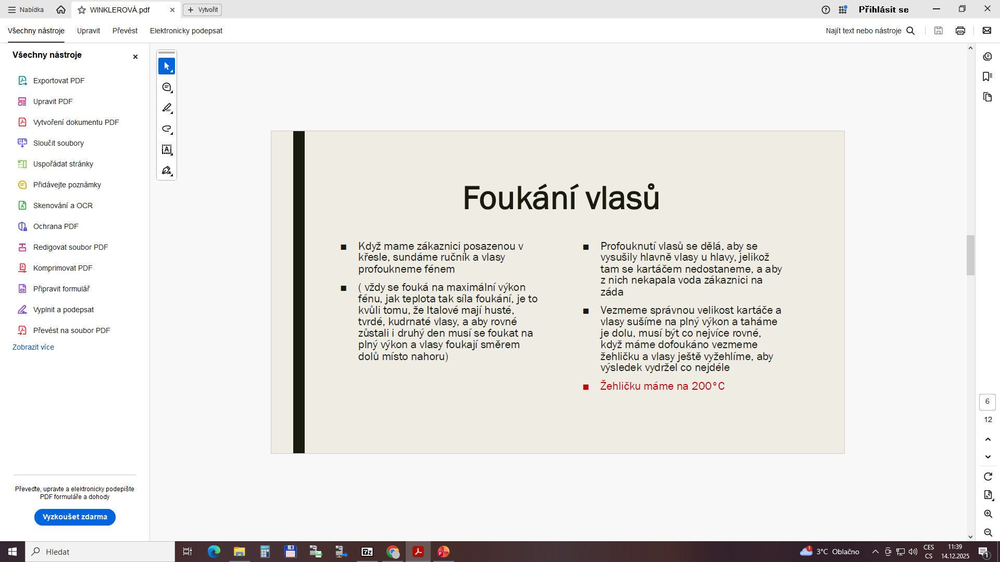 Nabídka
WINKLEROVÁ.pdf
Vytvořit
Přihlásit se
Všechny nástroje
Upravit
Převést
Elektronicky podepsat
Najít text nebo nástroje
Všechny nástroje
Exportovat PDF
Upravit PDF
Vytvoření dokumentu PDF
Sloučit soubory
Uspořádat stránky
Přidávejte poznámky
Skenování a OCR
Ochrana PDF
Redigovat soubor PDF
Komprimovat PDF
Připravit formulář
Vyplnit a podepsat
Převést na soubor PDF
Zobrazit více
Převeďte, upravte a elektronicky podepište
PDF formuláře a dohody
Vyzkoušet zdarma
Foukání vlasů
■ Když mame zákaznici posazenou v
křesle, sundáme ručník a vlasy
profoukneme fénem
■ ( vždy se fouká na maximální výkon
fénu, jak teplota tak síla foukání, je to
kvůli tomu, že Italové mají husté,
tvrdé, kudrnaté vlasy, a aby rovné
zůstali i druhý den musí se foukat na
plný výkon a vlasy foukají směrem
dolů místo nahoru)
■ Profouknutí vlasů se dělá, aby se
vysušily hlavně vlasy u hlavy, jelikož
tam se kartáčem nedostaneme, a aby
z nich nekapala voda zákaznici na
záda
■ Vezmeme správnou velikost kartáče a
vlasy sušíme na plný výkon a taháme
je dolu, musí být co nejvíce rovné,
když máme dofoukáno vezmeme
žehličku a vlasy ještě vyžehlíme, aby
výsledek vydržel co nejdéle
■ Žehličku máme na 200°C
6
12
Hledat
7z
1
3°C Oblačno
CES
CS
11:39
14.12.2025
1